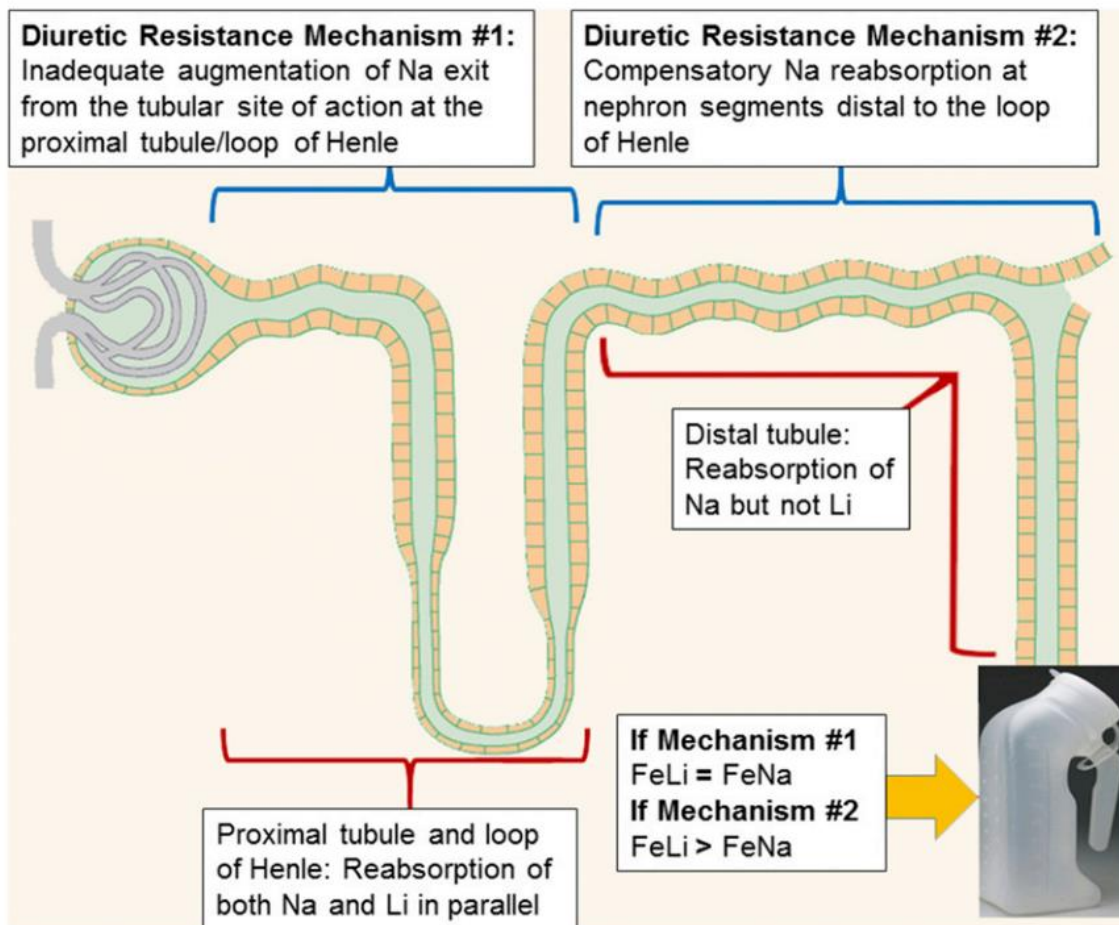 Diuretic Resistance Mechanism #1:
Inadequate augmentation of Na exit
from the tubular site of action at the
proximal tubule/loop of Henle
Diuretic Resistance Mechanism #2:
Compensatory Na reabsorption at
nephron segments distal to the loop
of Henle
Distal tubule:
Reabsorption of
Na but not Li
If Mechanism #1
FeLi = FeNa
If Mechanism #2
FeLi > FeNa
Proximal tubule and loop
of Henle: Reabsorption of
both Na and Li in parallel